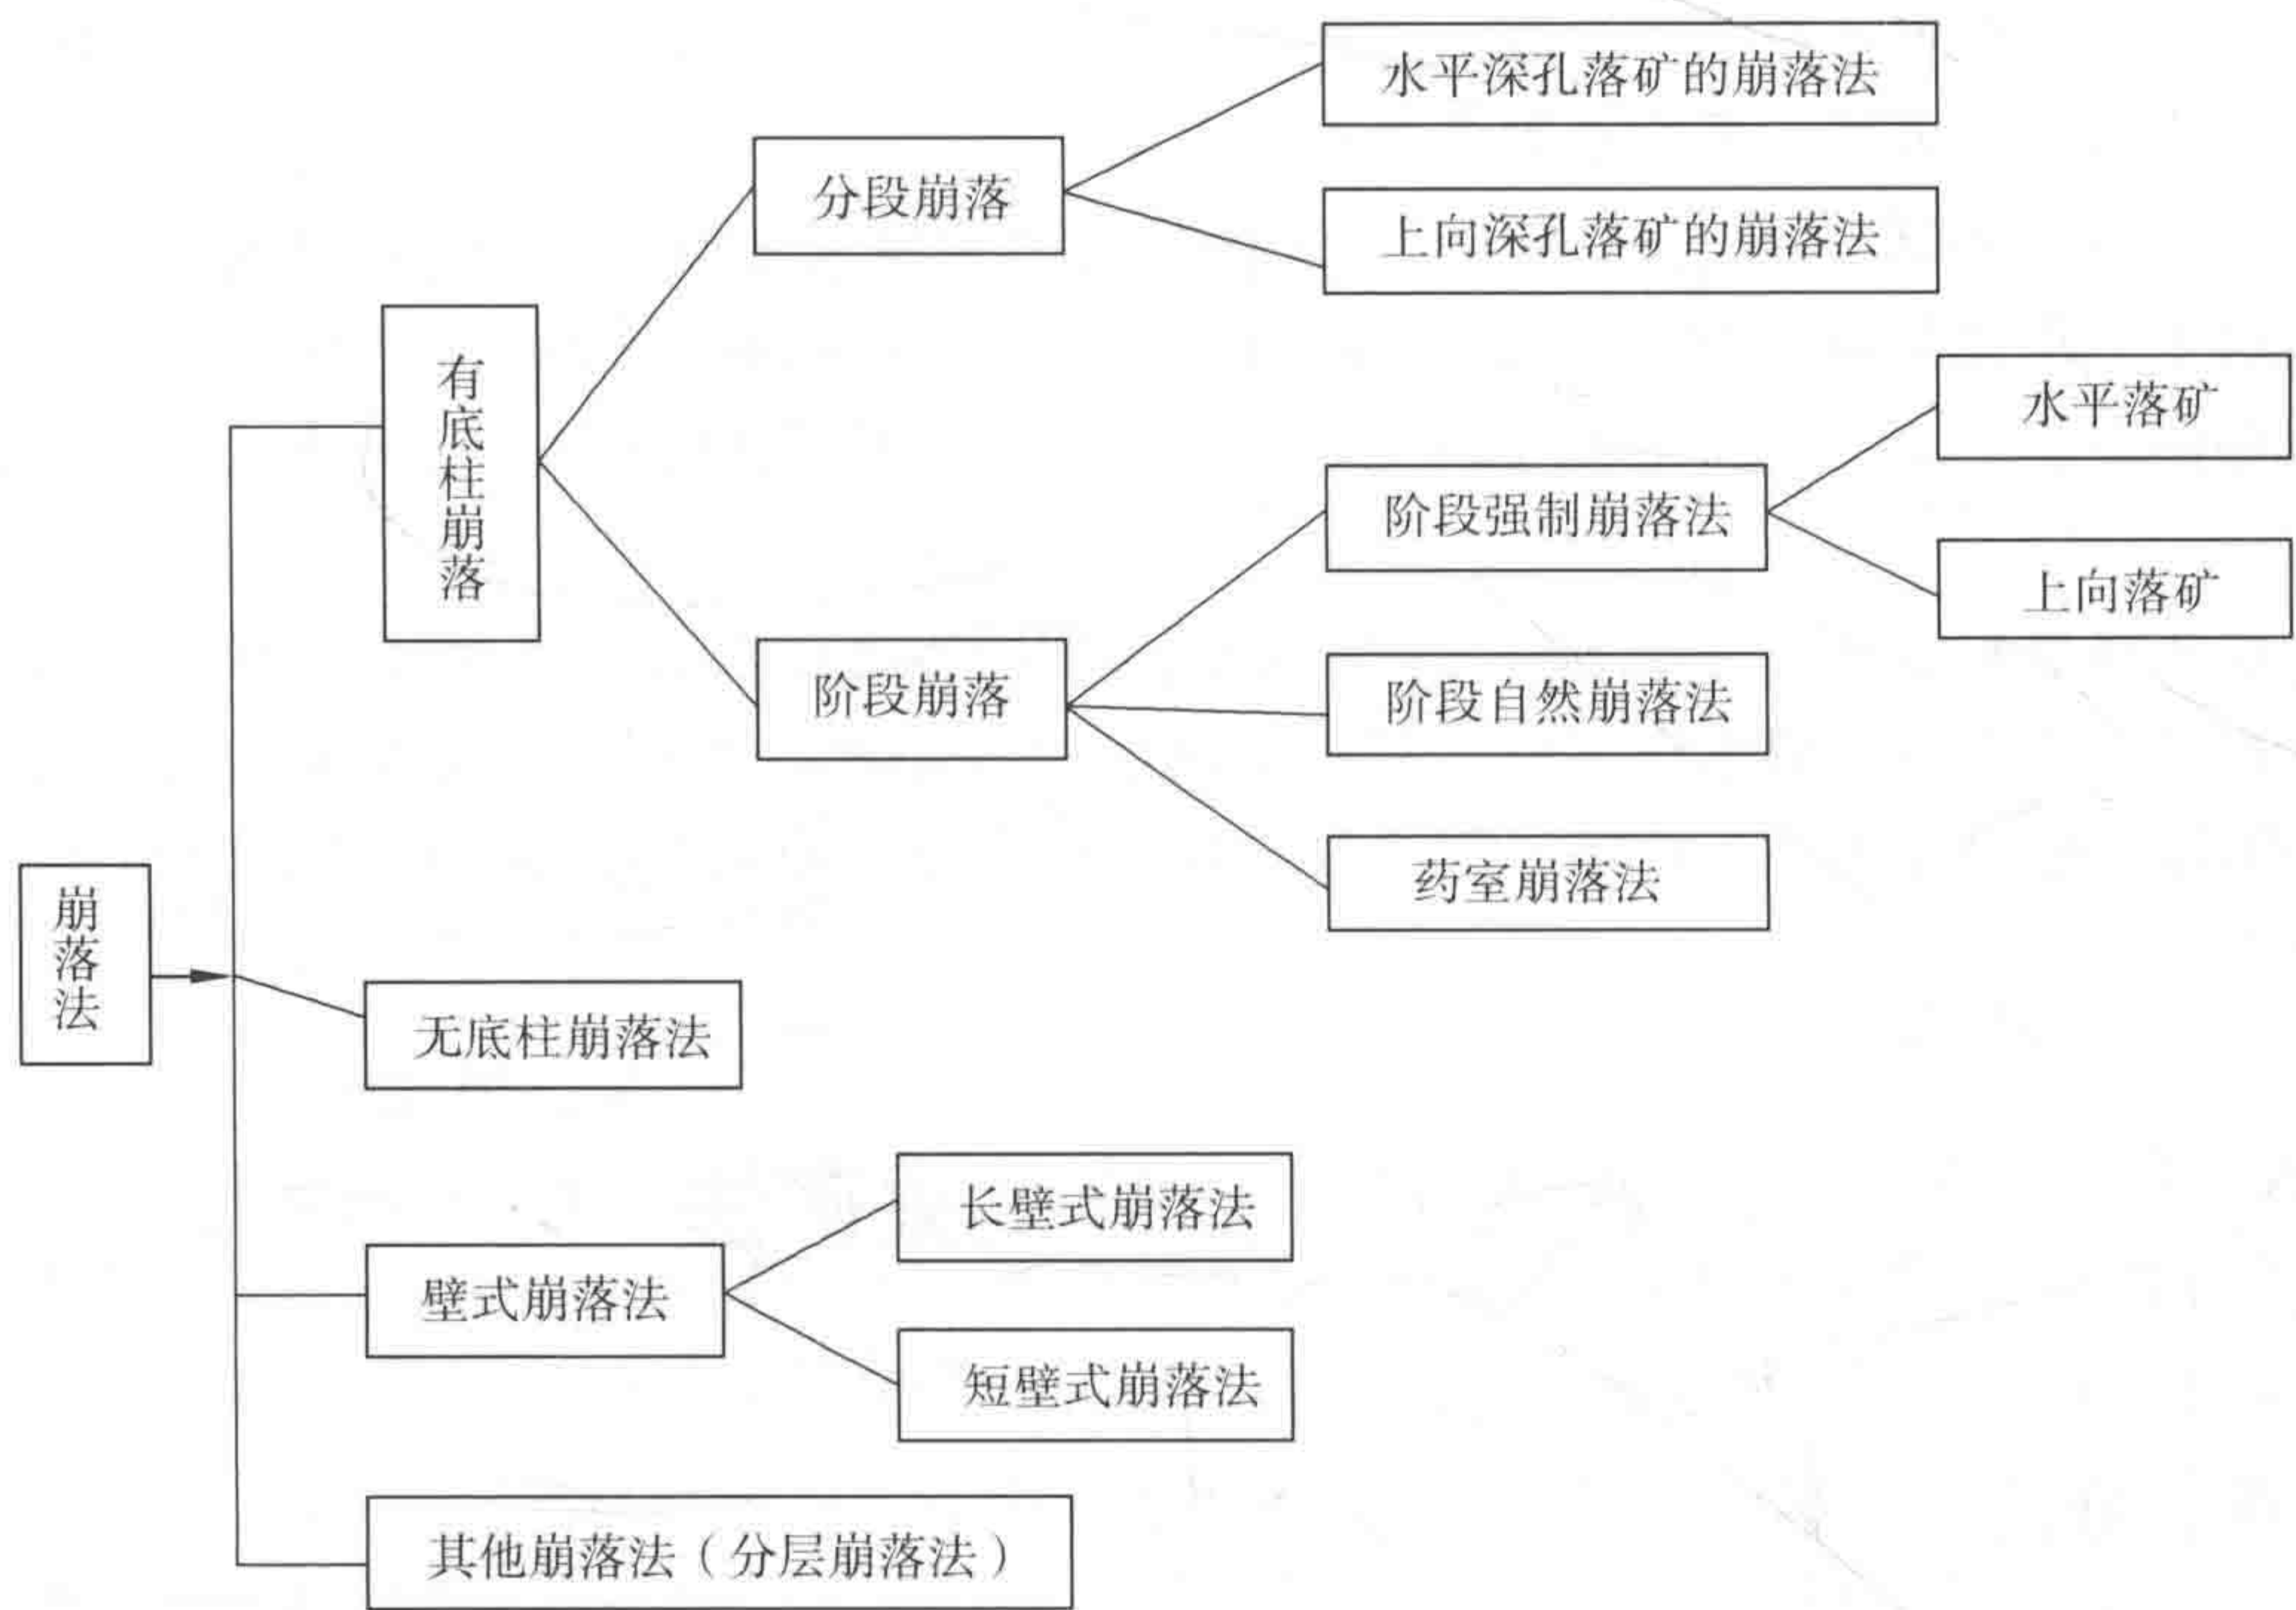 水平深孔落矿的崩落法
分段崩落
上向深孔落矿的崩落法
有底柱崩落
水平落矿
阶段强制崩落法
上向落矿
阶段崩落
阶段自然崩落法
药室崩落法
崩落法
无底柱崩落法
长壁式崩落法
壁式崩落法
短壁式崩落法
其他崩落法（分层崩落法）